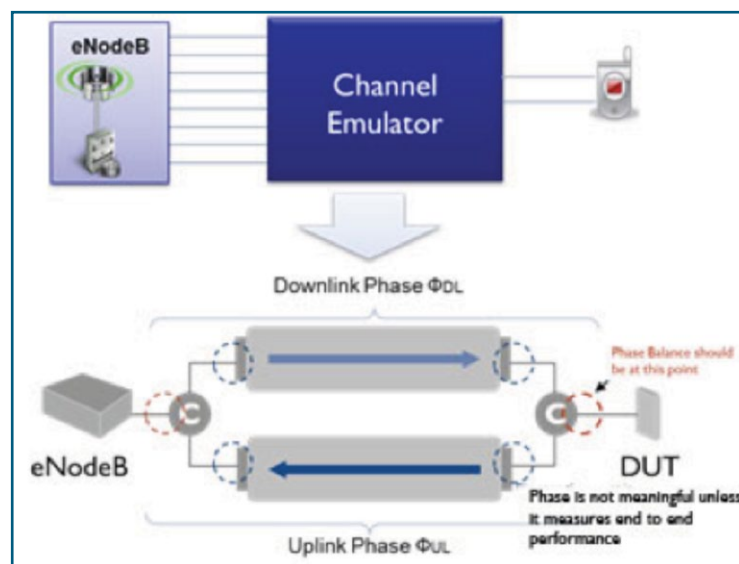 eNodeB
Channel
Emulator
Downlink Phase ΦDL
Phase Balance should
be at this point
C
C
eNodeB
DUT
Phase is not meaningful unless
it measures end to end
performance
Uplink Phase ΦUL